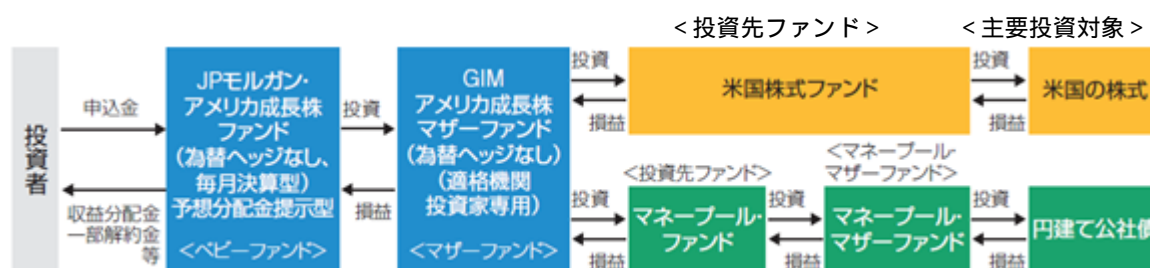 <投資先ファンド>
<主要投資対象>
投資者
申込金
収益分配金
一部解約金
等
JPモルガン・
アメリカ成長株
ファンド
(為替ヘッジなし、
毎月決算型)
予想分配金提示型
<ベビーファンド>
投資
損益
GIM
アメリカ成長株
マザーファンド
(為替ヘッジなし)
(適格機関
投資家専用)
<マザーファンド>
投資
損益
米国株式ファンド
投資
損益
米国の株式
投資
損益
<投資先ファンド>
マネープール・
ファンド
投資
損益
<マネープール・
マザーファンド>
マネープール・
マザーファンド
投資
損益
円建て公社債